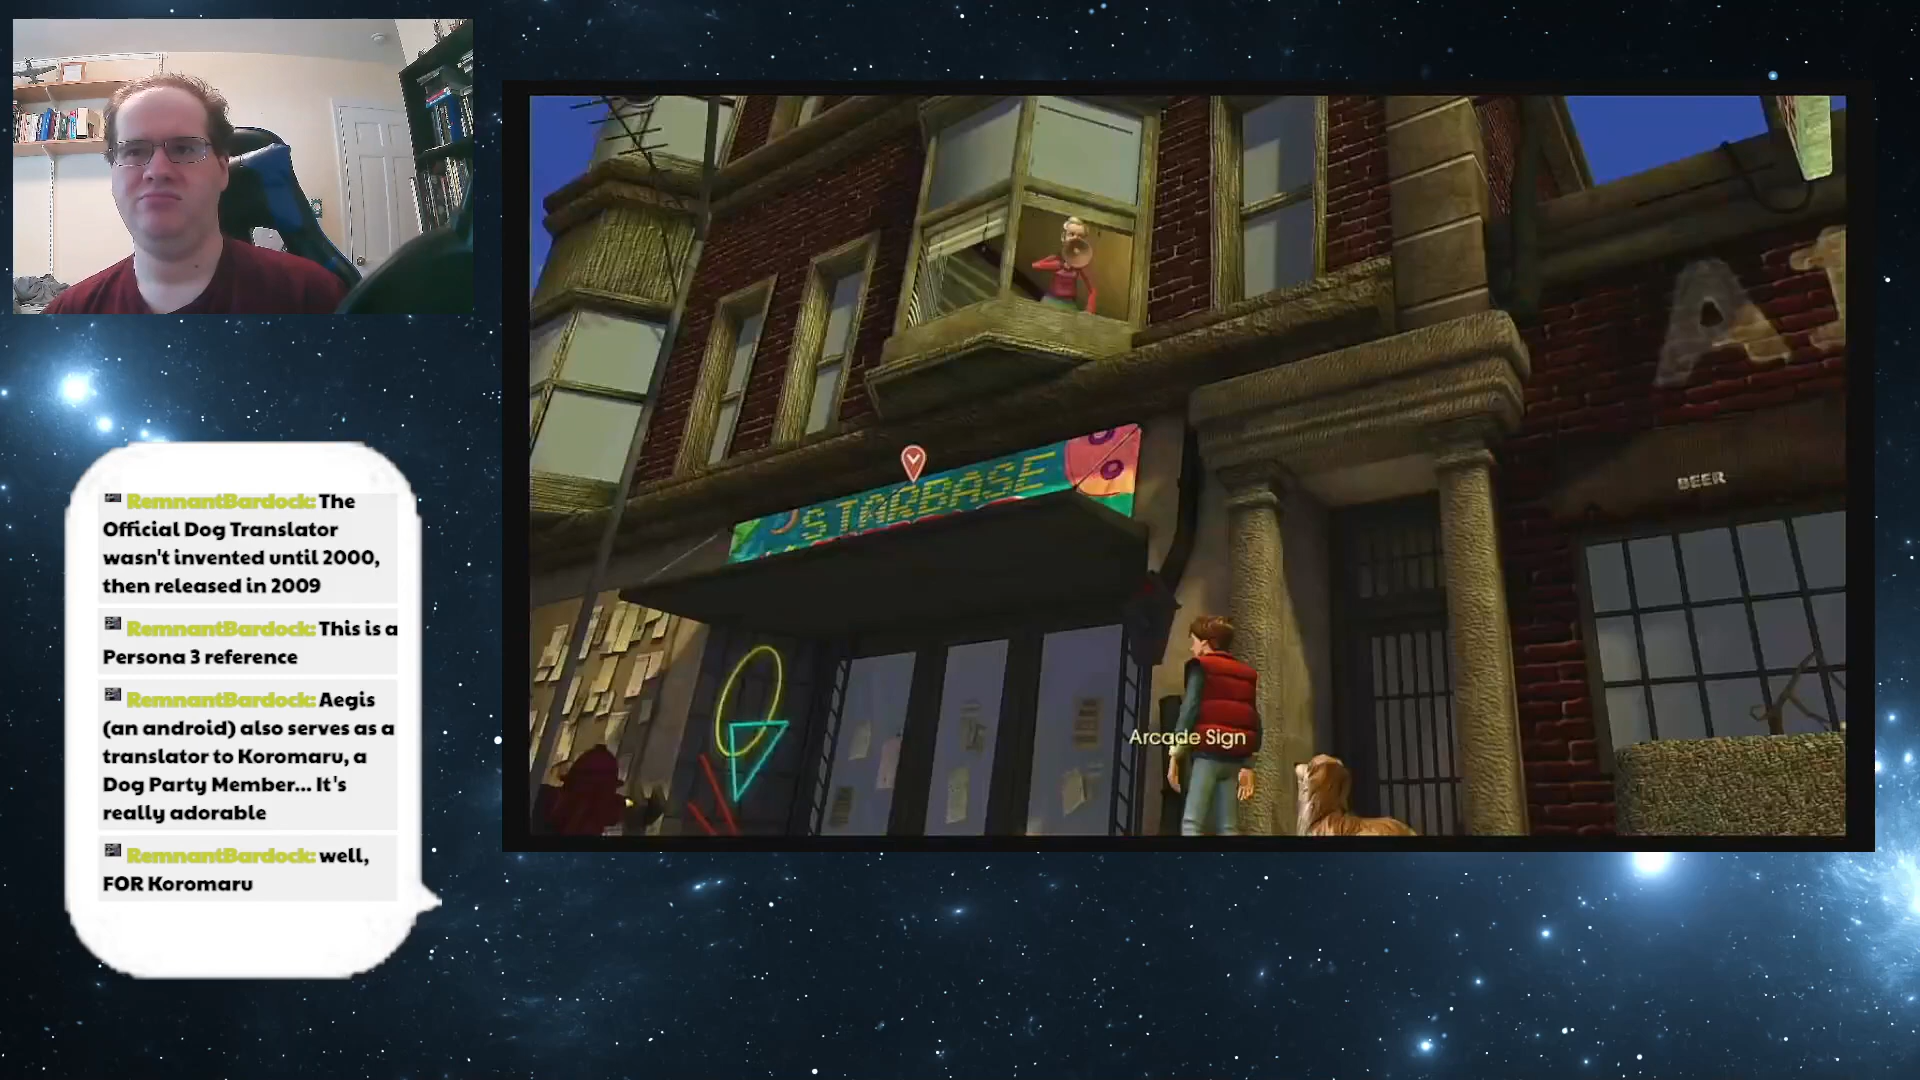 RemnantBardock: The
Official Dog Translator
wasn't invented until 2000,
then released in 2009
RemnantBardock: This is a
Persona 3 reference
RemnantBardock: Aegis
(an android) also serves as a
translator to Koromaru, a
Dog Party Member... It's
really adorable
RemnantBardock: well,
FOR Koromaru
STARBASE
BEER
Arcade Sign